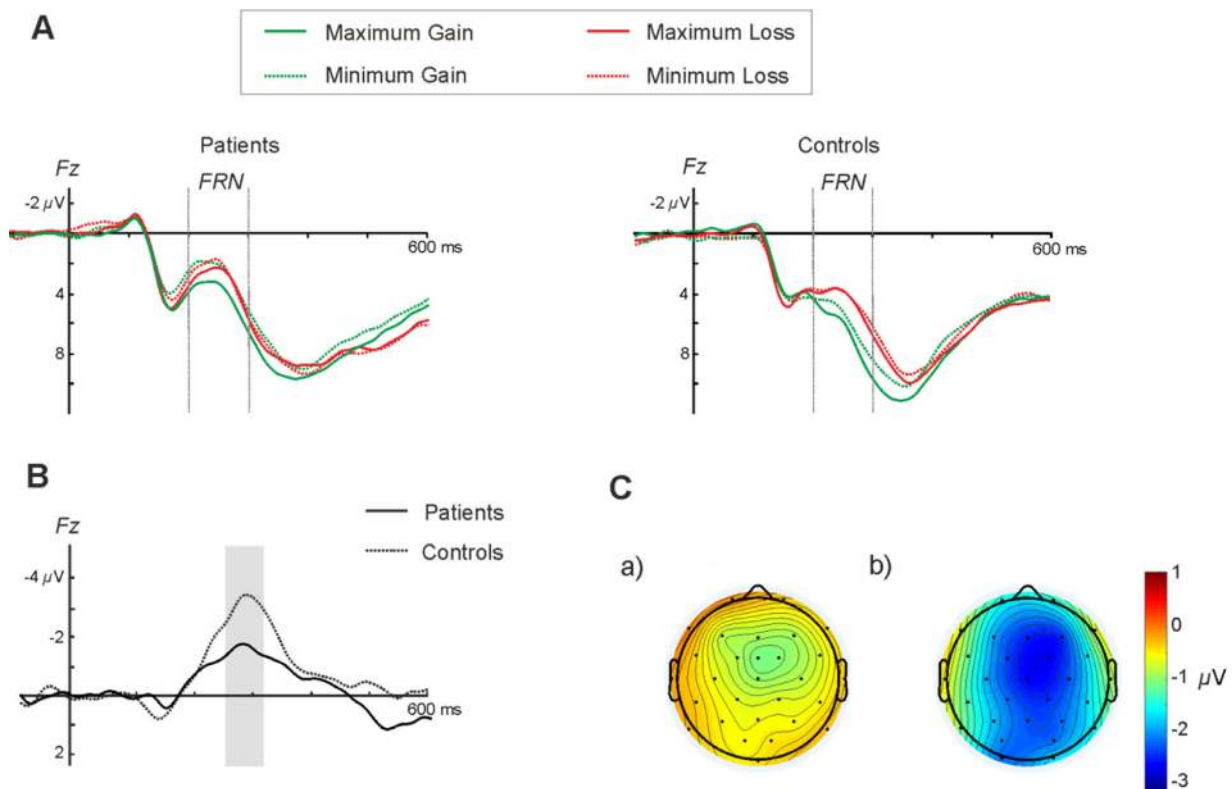 A
Maximum Gain
Maximum Loss
Minimum Gain
Minimum Loss
Patients
Controls
Fz
FRN
Fz
FRN
-2 µV
-2 µV
600 ms
600 ms
4
4
8
8
B
Patients
Controls
Fz
-4 µV
-2
600 ms
2
C
a)
b)
1
0
-1
µV
-2
-3